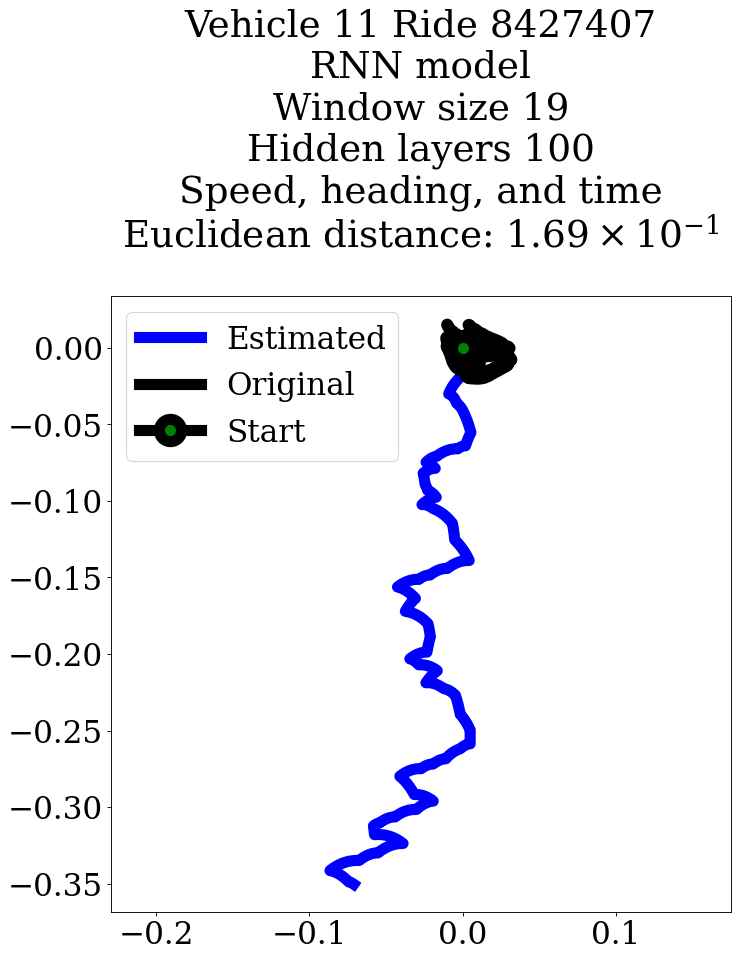 Vehicle 11 Ride 8427407
RNN model
Window size 19
Hidden layers 100
Speed, heading, and time
Euclidean distance: 1.69 × 10⁻¹
Estimated
Original
Start
0.00
−0.05
−0.10
−0.15
−0.20
−0.25
−0.30
−0.35
−0.2 −0.1 0.0 0.1